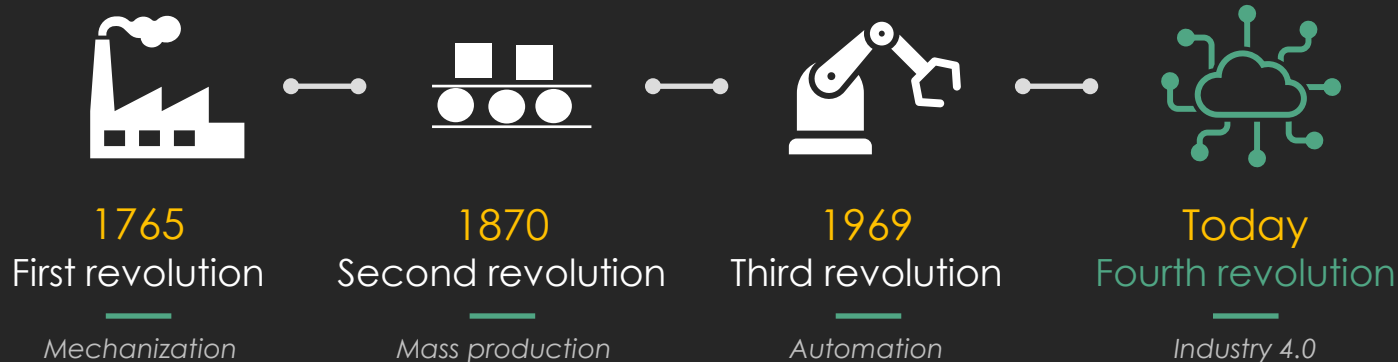 1765
First revolution
Mechanization
1870
Second revolution
Mass production
1969
Third revolution
Automation
Today
Fourth revolution
Industry 4.0